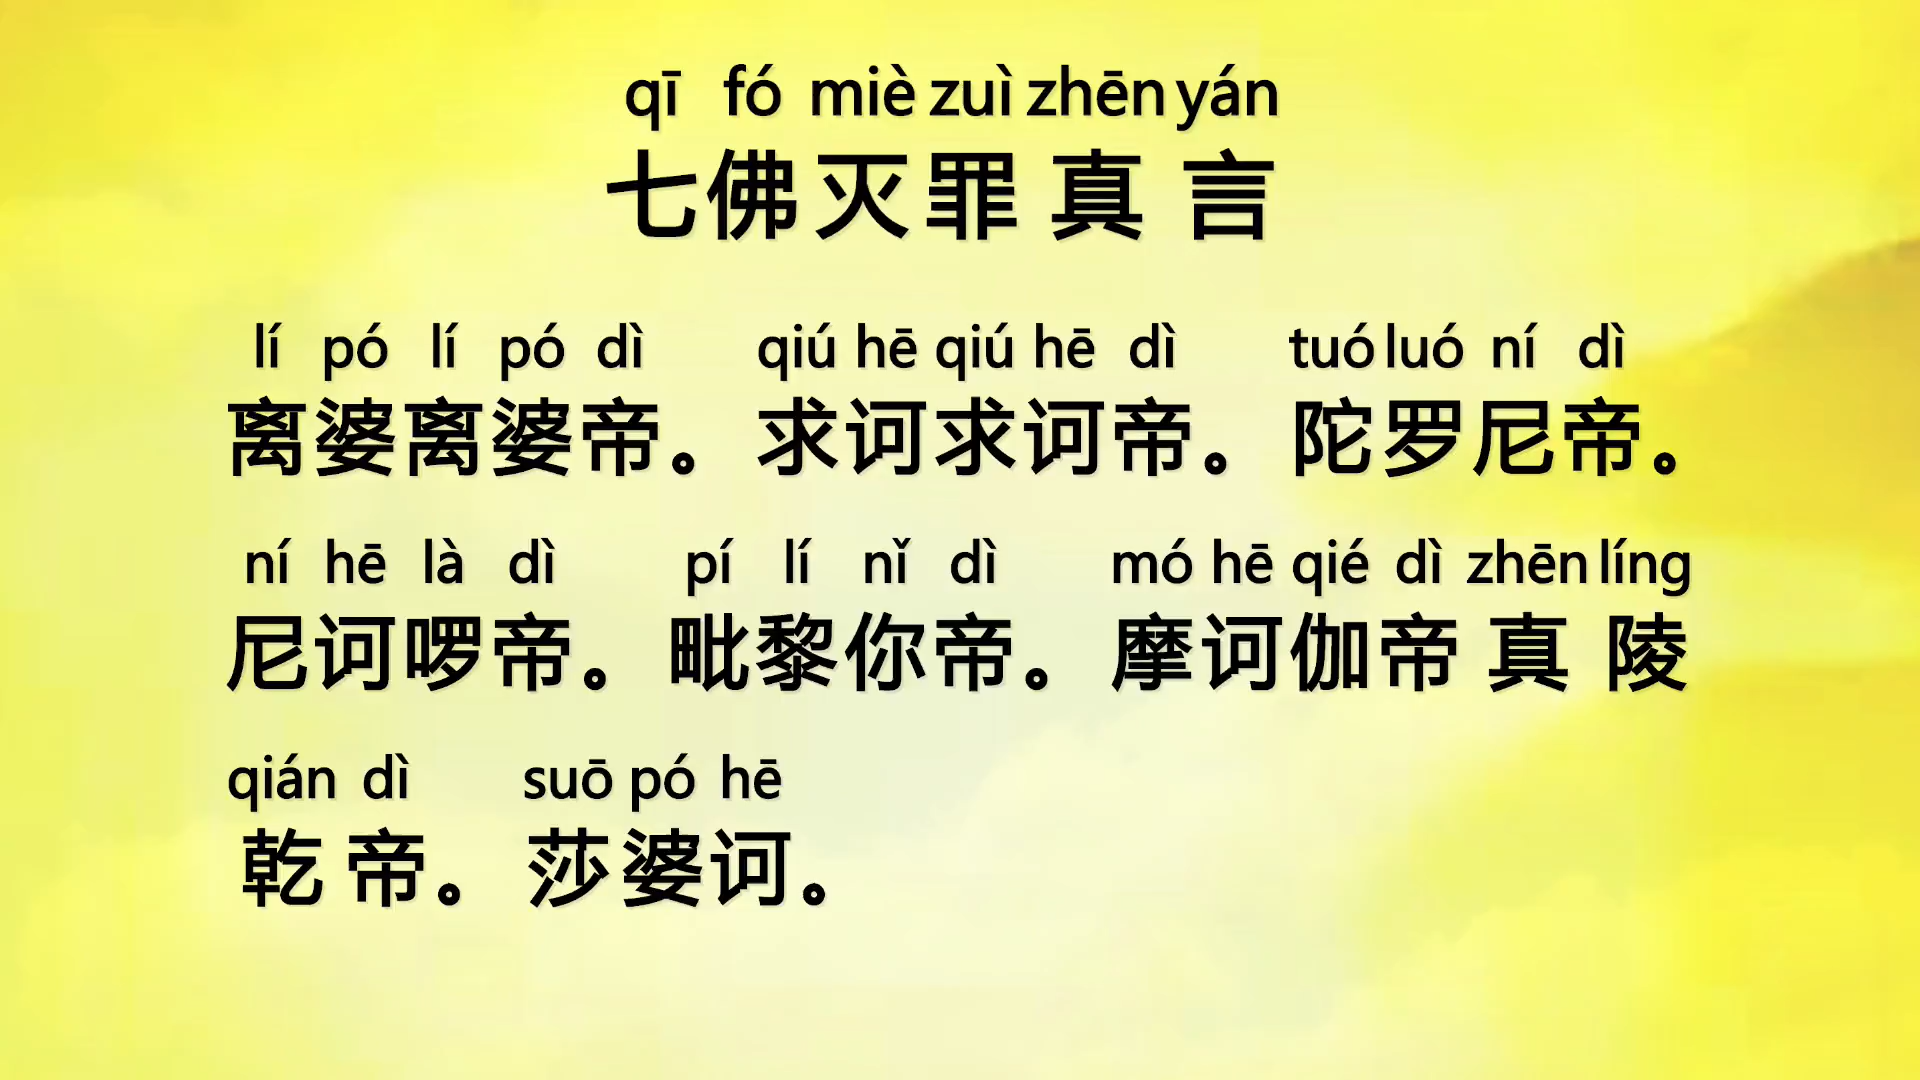 qī fó miè zuì zhēn yán
七佛灭罪真言
lí pó lí pó dì qiú hē qiú hē dì tuó luó ní dì
离婆离婆帝。求诃求诃帝。陀罗尼帝。
ní hē là dì pí lí nǐ dì mó hē qié dì zhēn líng
尼诃啰帝。毗黎你帝。摩诃伽帝真陵
qián dì suō pó hē
乾帝。莎婆诃。